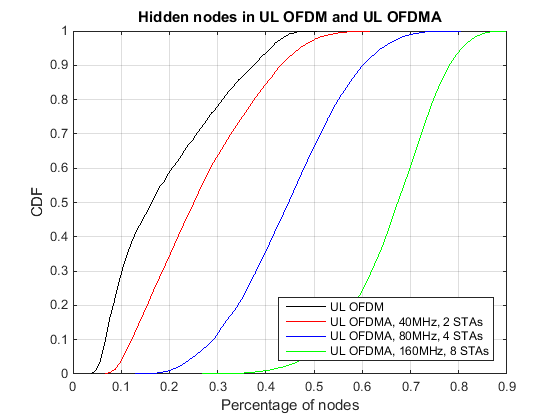 Hidden nodes in UL OFDM and UL OFDMA
1
0.9
0.8
0.7
0.6
0.5
0.4
0.3
0.2
0.1
0
CDF
UL OFDM
UL OFDMA, 40MHz, 2 STAs
UL OFDMA, 80MHz, 4 STAs
UL OFDMA, 160MHz, 8 STAs
0 0.1 0.2 0.3 0.4 0.5 0.6 0.7 0.8 0.9
Percentage of nodes